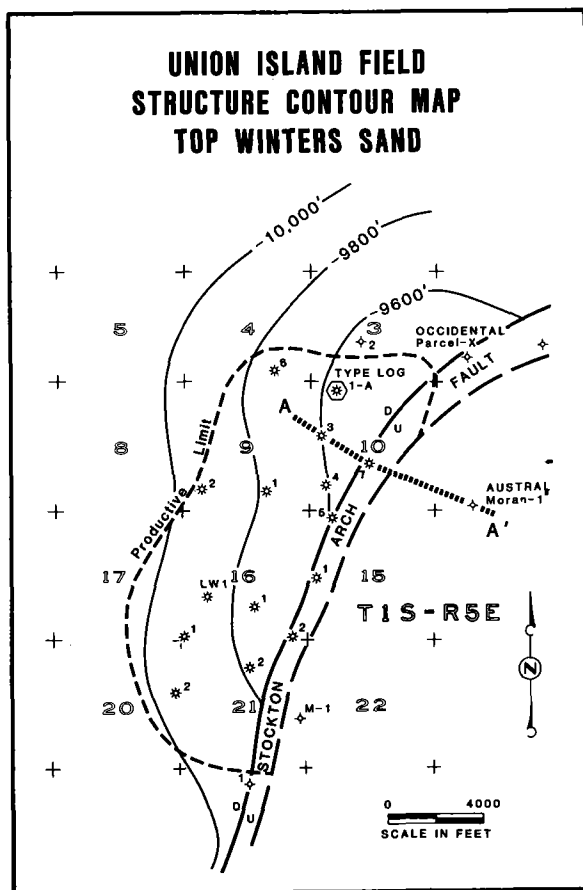 UNION ISLAND FIELD
STRUCTURE CONTOUR MAP
TOP WINTERS SAND
-10,000'
-9800'
-9600'
5
4
3
2
OCCIDENTAL
Parcel-X
6
TYPE LOG
1-A
FAULT
D
U
A
3
Limit
8
9
10
1
4
2
1
AUSTRAL
Moran-1
A'
5
Productive
ARCH
17
16
15
LW1
1
1
T1S-R5E
1
2
2
2
N
20
21
22
M-1
STOCKTON
1
D
U
0
4000
SCALE IN FEET